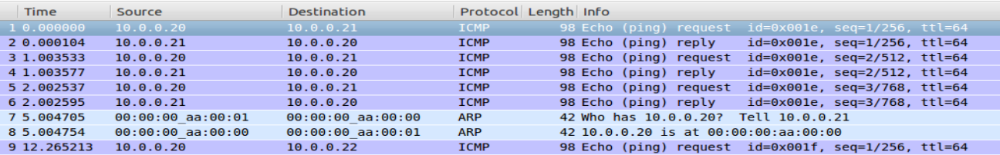 Time Source Destination Protocol Length Info
1 0.000000 10.0.0.20 10.0.0.21 ICMP 98 Echo (ping) request id=0x001e, seq=1/256, ttl=64
2 0.000104 10.0.0.21 10.0.0.20 ICMP 98 Echo (ping) reply id=0x001e, seq=1/256, ttl=64
3 1.003533 10.0.0.20 10.0.0.21 ICMP 98 Echo (ping) request id=0x001e, seq=2/512, ttl=64
4 1.003577 10.0.0.21 10.0.0.20 ICMP 98 Echo (ping) reply id=0x001e, seq=2/512, ttl=64
5 2.002537 10.0.0.20 10.0.0.21 ICMP 98 Echo (ping) request id=0x001e, seq=3/768, ttl=64
6 2.002595 10.0.0.21 10.0.0.20 ICMP 98 Echo (ping) reply id=0x001e, seq=3/768, ttl=64
7 5.004705 00:00:00_aa:00:01 00:00:00_aa:00:00 ARP 42 Who has 10.0.0.20? Tell 10.0.0.21
8 5.004754 00:00:00_aa:00:00 00:00:00_aa:00:01 ARP 42 10.0.0.20 is at 00:00:00:aa:00:00
9 12.265213 10.0.0.20 10.0.0.22 ICMP 98 Echo (ping) request id=0x001f, seq=1/256, ttl=64